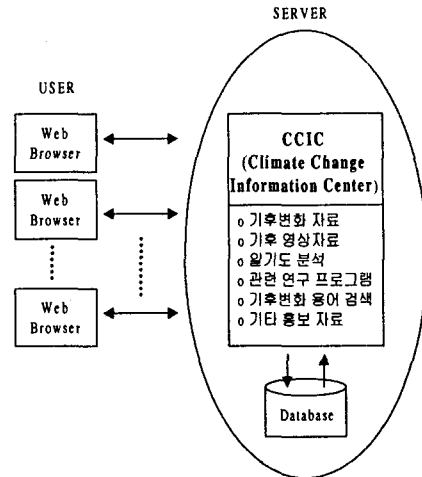 SERVER
USER
Web
Browser
Web
Browser
Web
Browser
CCIC
(Climate Change
Information Center)
o 기후변화 자료
o 기후 영상자료
o 일기도 분석
o 관련 연구 프로그램
o 기후변화 용어 검색
o 기타 홍보 자료
Database